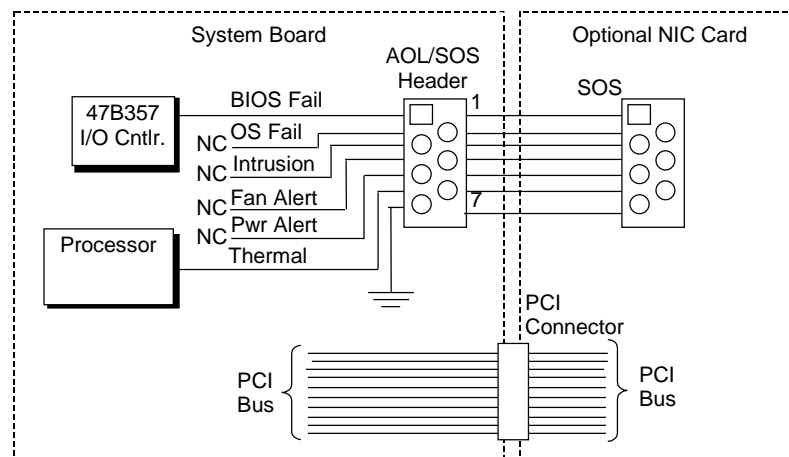 System Board
Optional NIC Card
AOL/SOS
Header
SOS
47B357
I/O Cntlr.
BIOS Fail
1
NC OS Fail
NC Intrusion
NC Fan Alert
NC Pwr Alert
7
Processor
Thermal
PCI
Connector
PCI
Bus
PCI
Bus